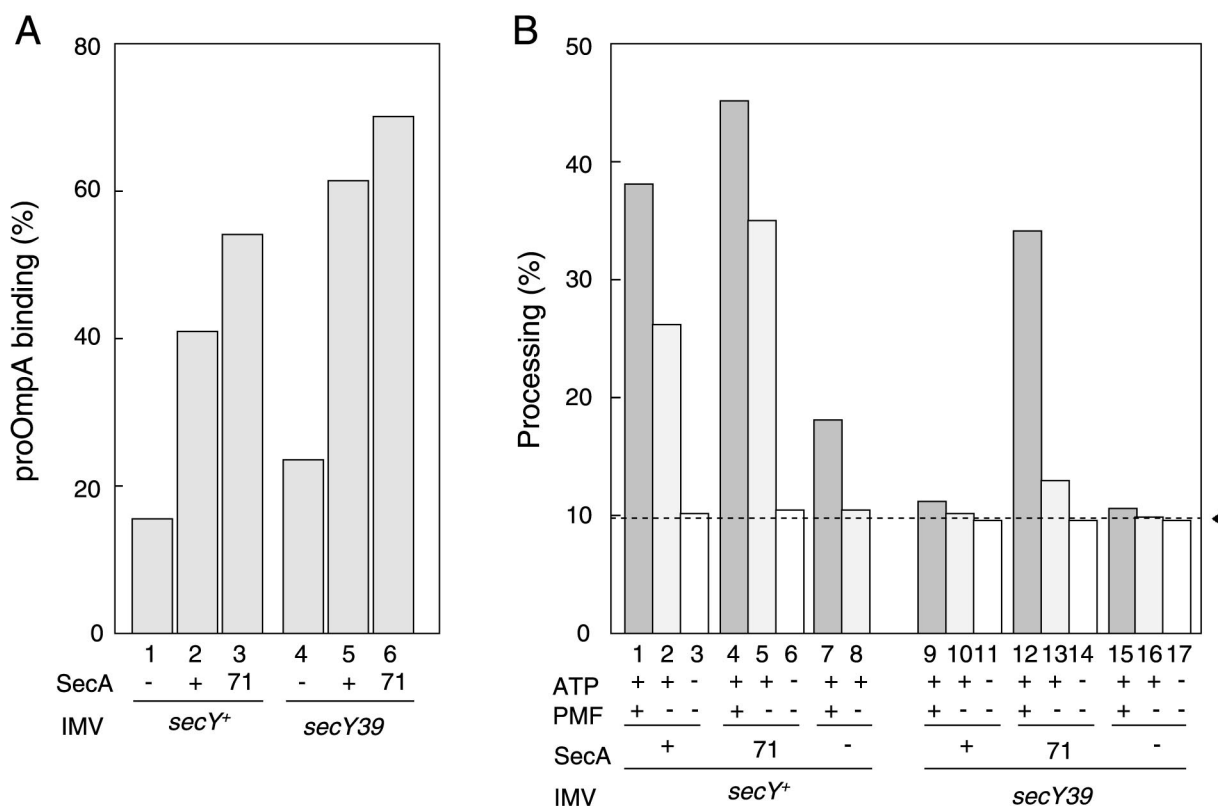 A
proOmpA binding (%)
80
60
40
20
0
1 2 3 4 5 6
SecA - + 71 - + 71
IMV secY+ secY39
B
Processing (%)
50
40
30
20
10
0
1 2 3 4 5 6 7 8 9 10 11 12 13 14 15 16 17
ATP + + - + + - + + + + - + + - + + -
PMF + - - + - - + - + - - + - - + - -
SecA + 71 - + 71 -
IMV secY+ secY39